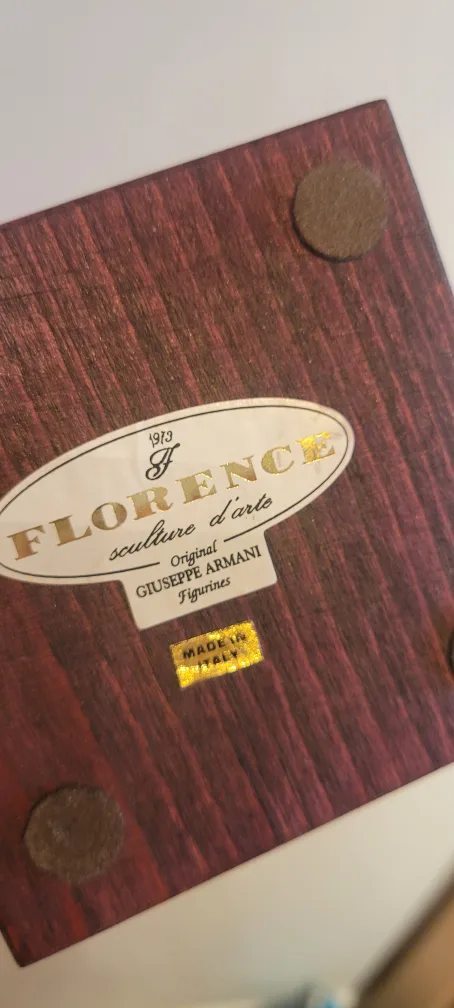 1973
F
FLORENCE
sculture d'arte
Original
GIUSEPPE ARMANI
Figurines
MADE IN
ITALY